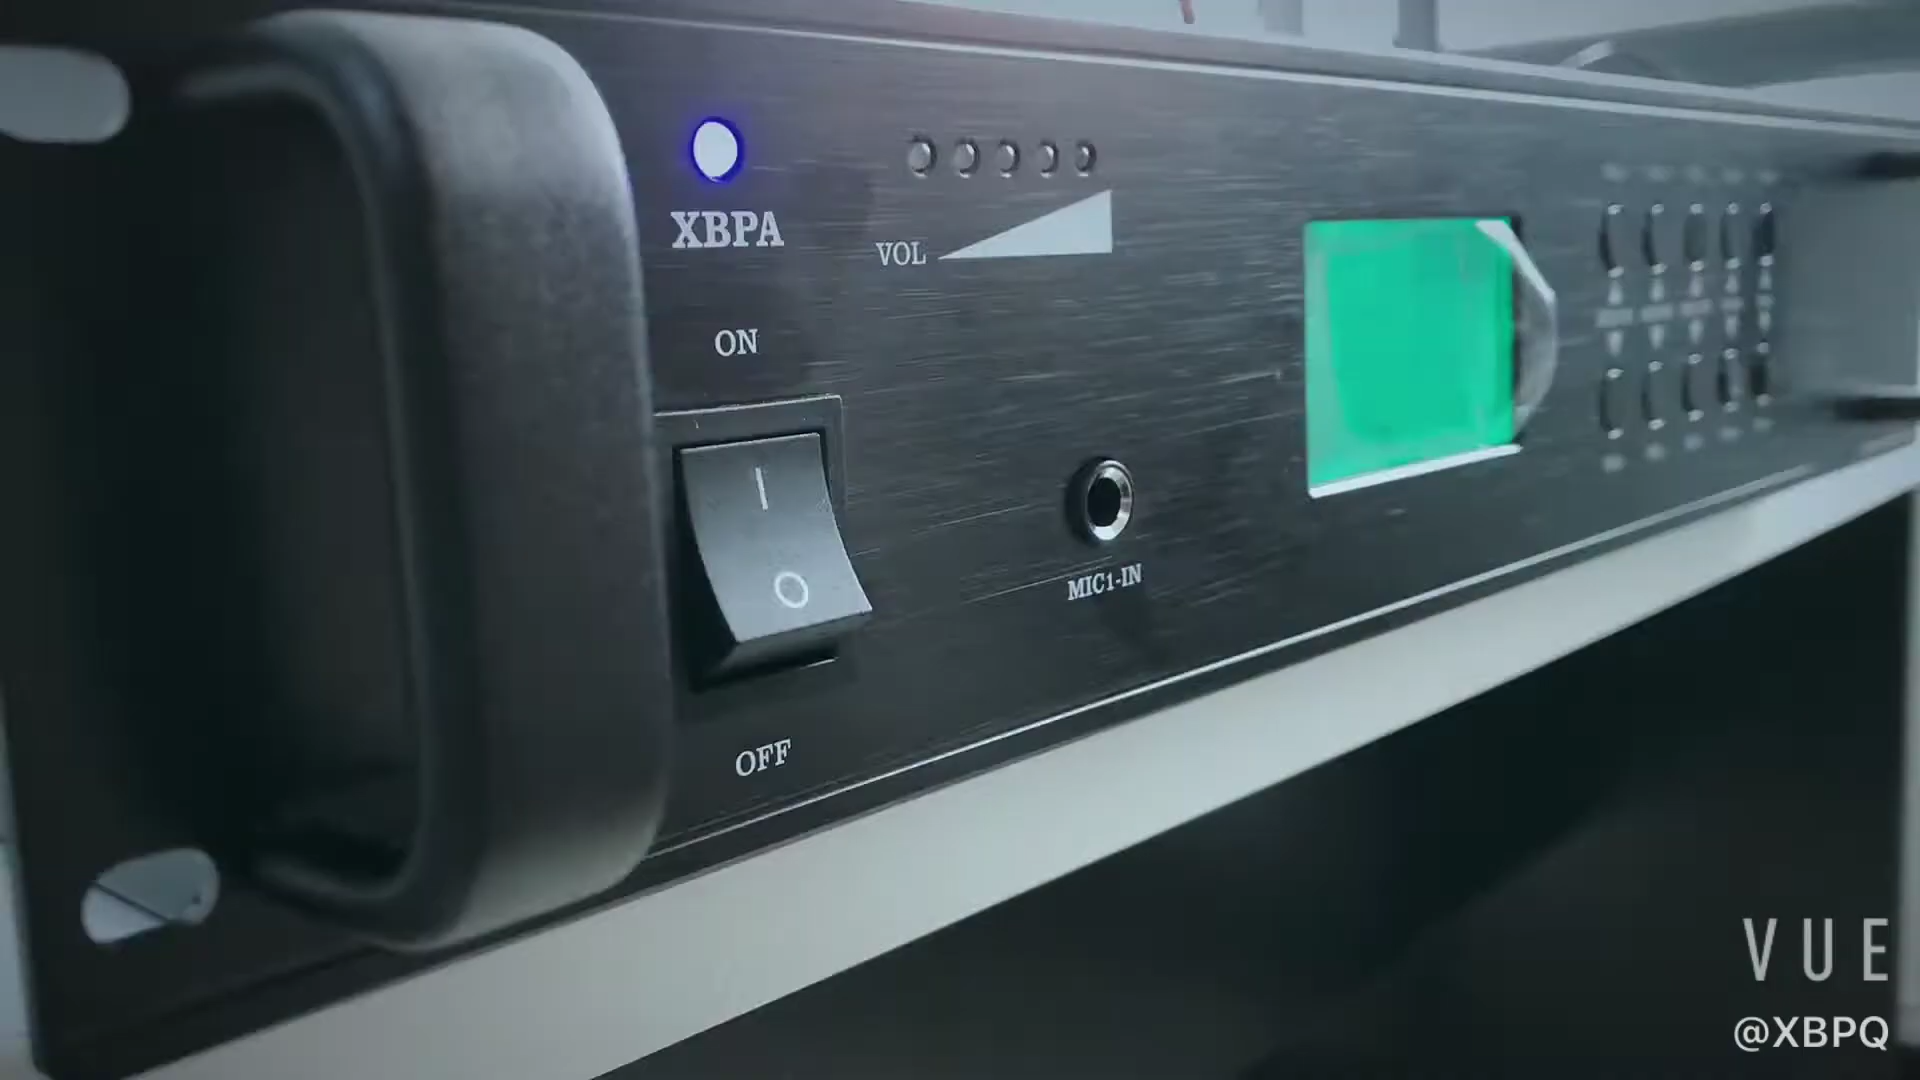 XBPA
VOL
ON
I
O
MIC1-IN
OFF
VUE
@XBPQ